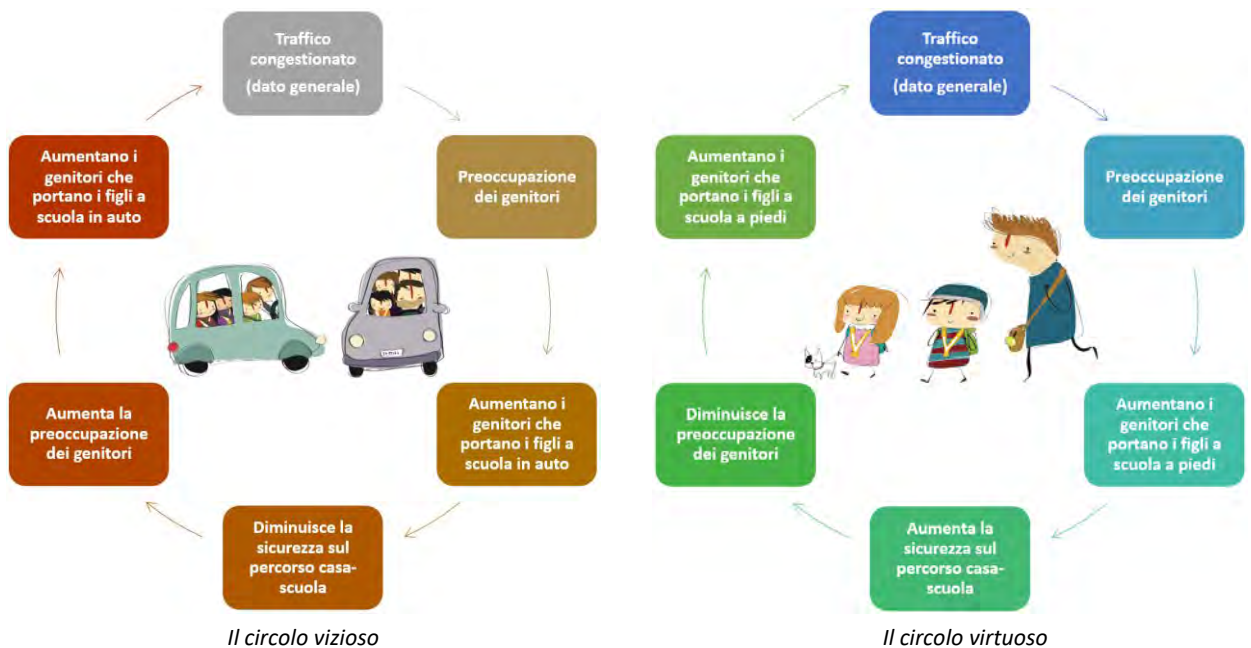 Traffico
congestionato
(dato generale)
Preoccupazione
dei genitori
Aumentano i
genitori che
portano i figli a
scuola in auto
Diminuisce la
sicurezza sul
percorso casa-
scuola
Aumenta la
preoccupazione
dei genitori
Aumentano i
genitori che
portano i figli a
scuola in auto
Il circolo vizioso
Traffico
congestionato
(dato generale)
Preoccupazione
dei genitori
Aumentano i
genitori che
portano i figli a
scuola a piedi
Aumenta la
sicurezza sul
percorso casa-
scuola
Diminuisce la
preoccupazione
dei genitori
Aumentano i
genitori che
portano i figli a
scuola a piedi
Il circolo virtuoso